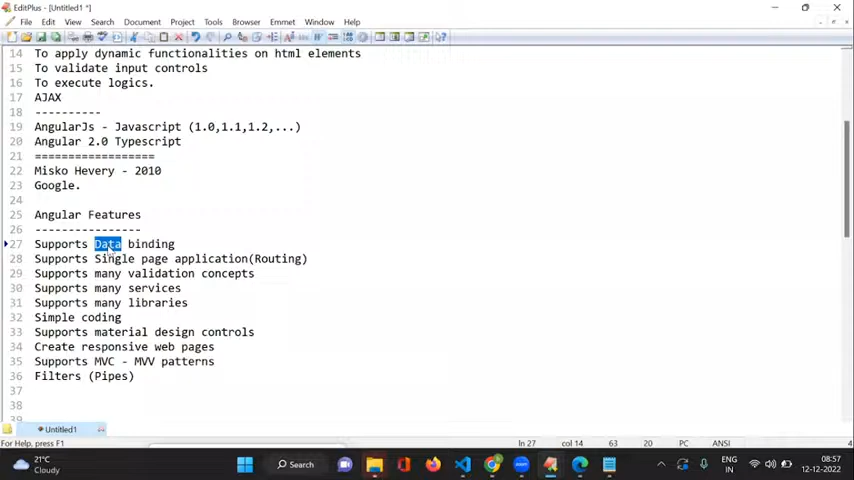 EditPlus - [Untitled1 *]
File Edit View Search Document Project Tools Browser Emmet Window Help
14 To apply dynamic functionalities on html elements
15 To validate input controls
16 To execute logics.
17 AJAX
18 ----------
19 AngularJs - Javascript (1.0,1.1,1.2,...)
20 Angular 2.0 Typescript
21 ==================
22 Misko Hevery - 2010
23 Google.
24
25 Angular Features
26 ----------------
27 Supports Data binding
28 Supports Single page application(Routing)
29 Supports many validation concepts
30 Supports many services
31 Supports many libraries
32 Simple coding
33 Supports material design controls
34 Create responsive web pages
35 Supports MVC - MVV patterns
36 Filters (Pipes)
37
38
39
Untitled1
For Help, press F1 ln 27 col 14 63 20 PC ANSI 4
21°C
Cloudy
Search
ENG
IN
08:57
12-12-2022